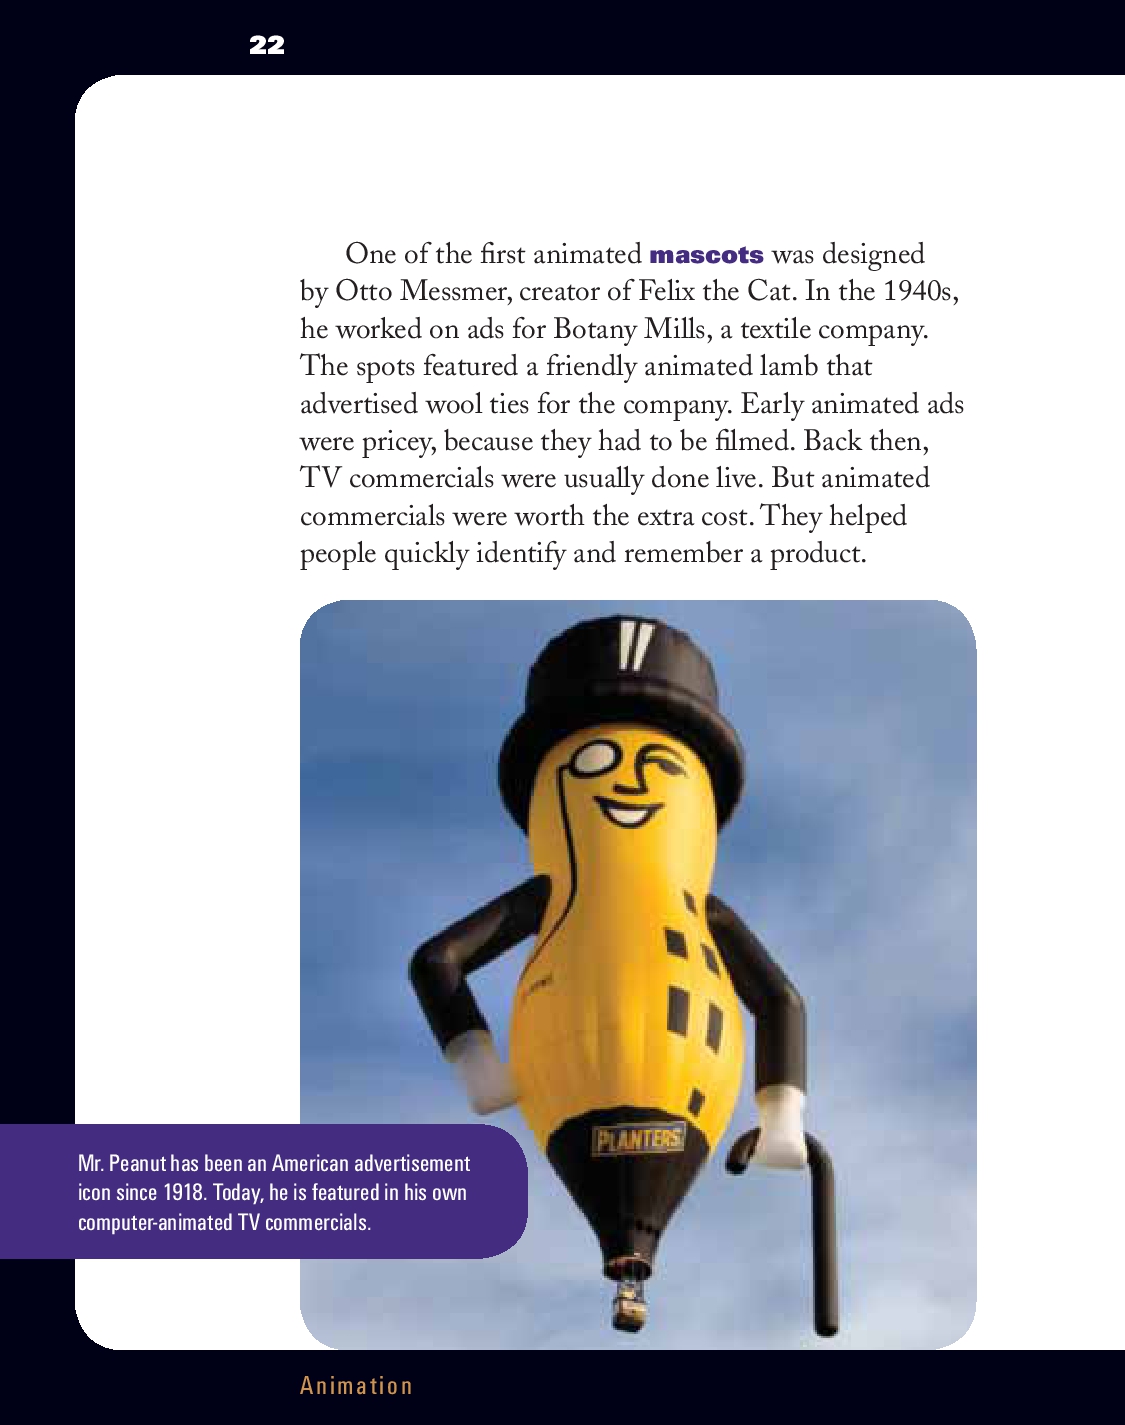 22
One of the first animated mascots was designed
by Otto Messmer, creator of Felix the Cat. In the 1940s,
he worked on ads for Botany Mills, a textile company.
The spots featured a friendly animated lamb that
advertised wool ties for the company. Early animated ads
were pricey, because they had to be filmed. Back then,
TV commercials were usually done live. But animated
commercials were worth the extra cost. They helped
people quickly identify and remember a product.
PLANTERS
Mr. Peanut has been an American advertisement
icon since 1918. Today, he is featured in his own
computer-animated TV commercials.
Animation